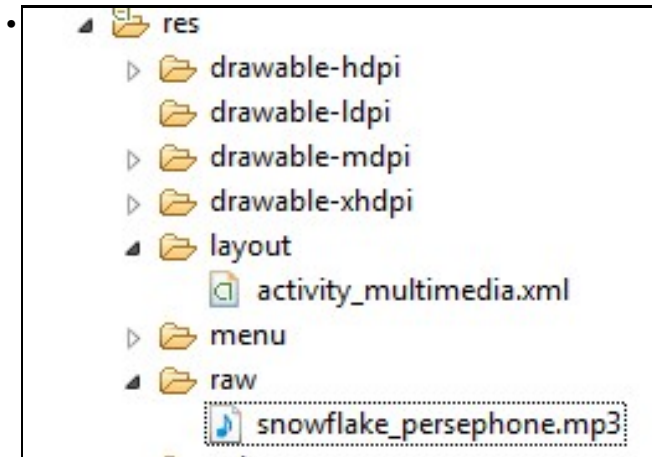 res
drawable-hdpi
drawable-ldpi
drawable-mdpi
drawable-xhdpi
layout
activity_multimedia.xml
menu
raw
snowflake_persephone.mp3